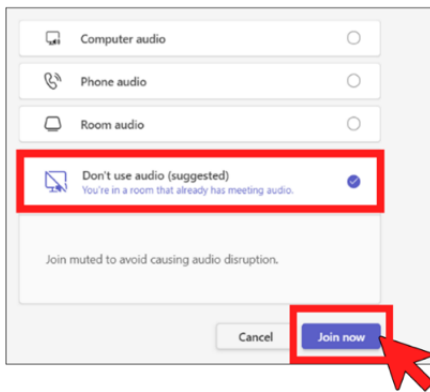 Computer audio
Phone audio
Room audio
Don't use audio (suggested)
You're in a room that already has meeting audio.
Join muted to avoid causing audio disruption.
Cancel
Join now